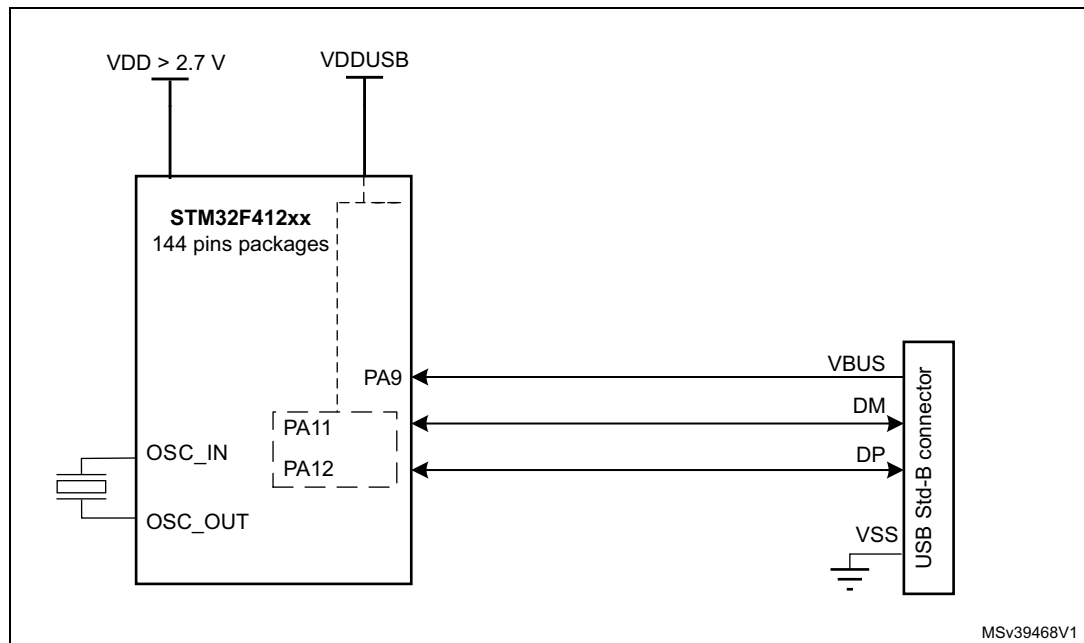 VDD > 2.7 V
VDDUSB
STM32F412xx
144 pins packages
PA9
VBUS
PA11
DM
PA12
DP
OSC_IN
OSC_OUT
VSS
USB Std-B connector
MSv39468V1